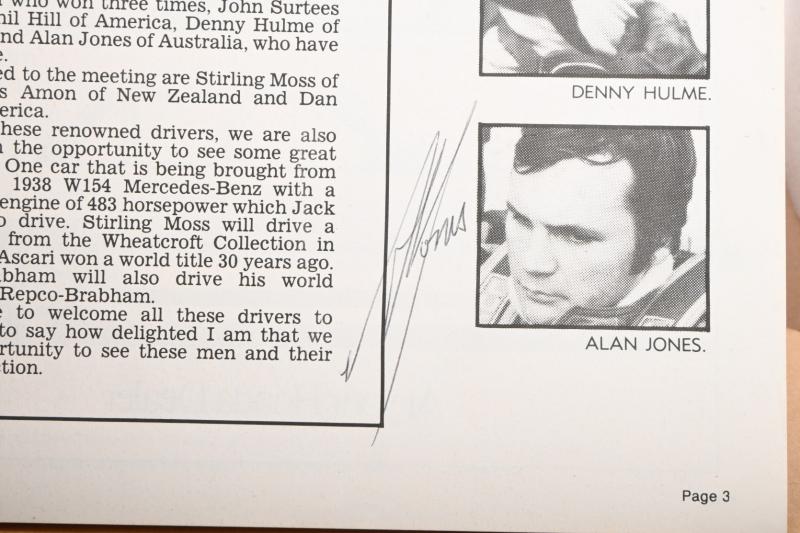 who won three times, John Surtees
hil Hill of America, Denny Hulme of
nd Alan Jones of Australia, who have
e.
ed to the meeting are Stirling Moss of
s Amon of New Zealand and Dan
erica.
hese renowned drivers, we are also
the opportunity to see some great
One car that is being brought from
1938 W154 Mercedes-Benz with a
engine of 483 horsepower which Jack
o drive. Stirling Moss will drive a
from the Wheatcroft Collection in
Ascari won a world title 30 years ago.
abham will also drive his world
Repco-Brabham.
e to welcome all these drivers to
to say how delighted I am that we
rtunity to see these men and their
ction.
DENNY HULME.
Jones
ALAN JONES.
Page 3